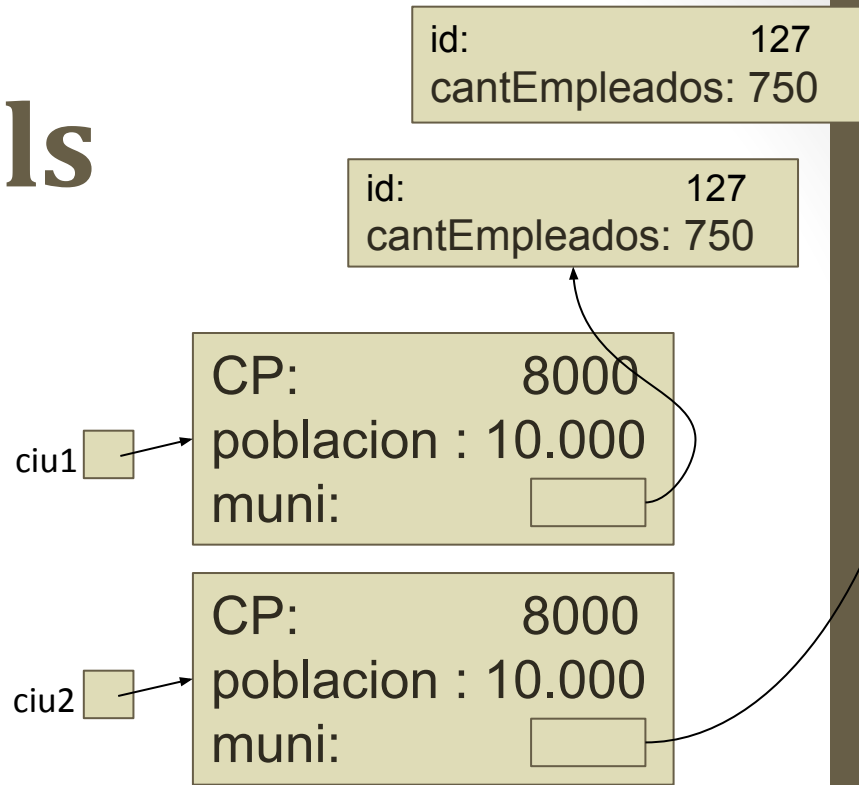 ls
id: 127
cantEmpleados: 750
id: 127
cantEmpleados: 750
CP: 8000
poblacion : 10.000
muni:
ciu1
CP: 8000
poblacion : 10.000
muni:
ciu2